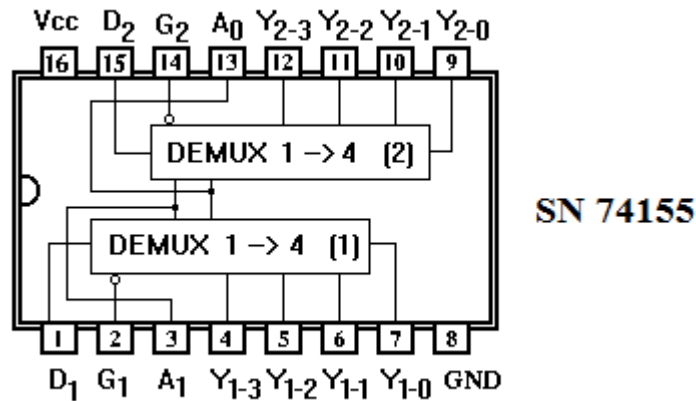 Vcc D₂ G₂ A₀ Y₂₋₃ Y₂₋₂ Y₂₋₁ Y₂₋₀
16 15 14 13 12 11 10 9
DEMUX 1 –> 4 (2)
SN 74155
DEMUX 1 –> 4 (1)
1 2 3 4 5 6 7 8
D₁ G₁ A₁ Y₁₋₃ Y₁₋₂ Y₁₋₁ Y₁₋₀ GND